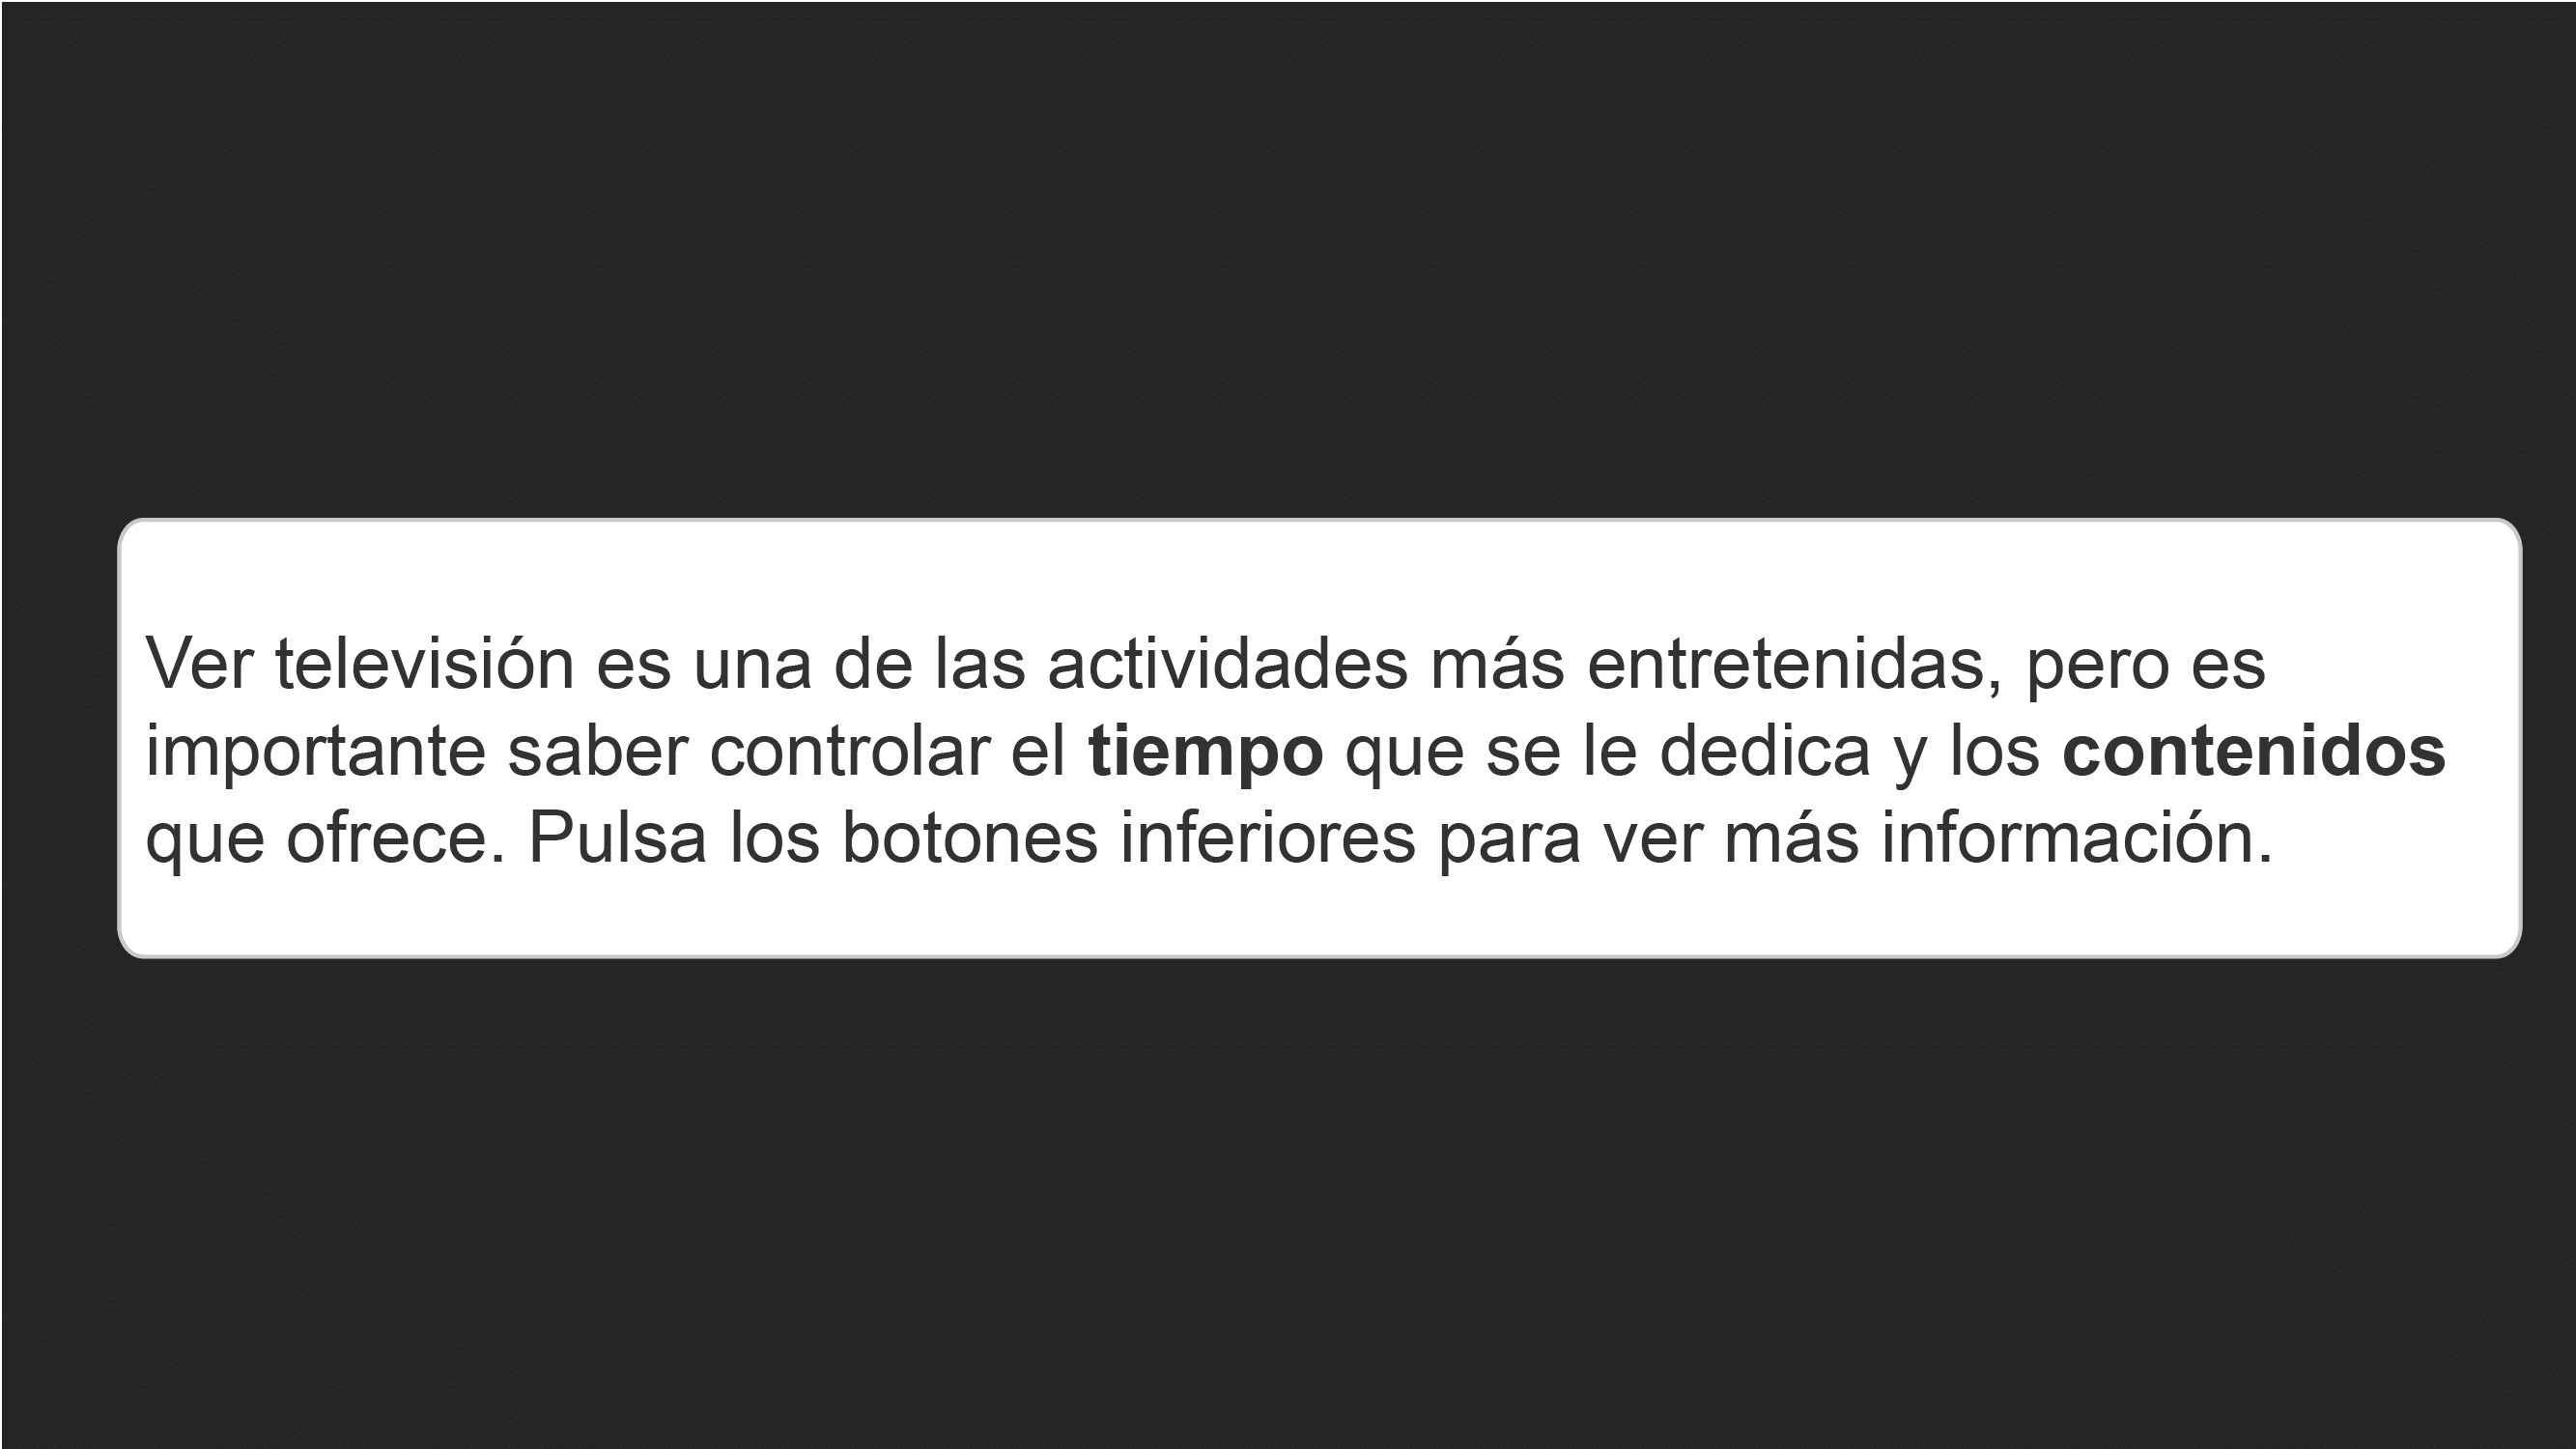 Ver televisión es una de las actividades más entretenidas, pero es
importante saber controlar el tiempo que se le dedica y los contenidos
que ofrece. Pulsa los botones inferiores para ver más información.